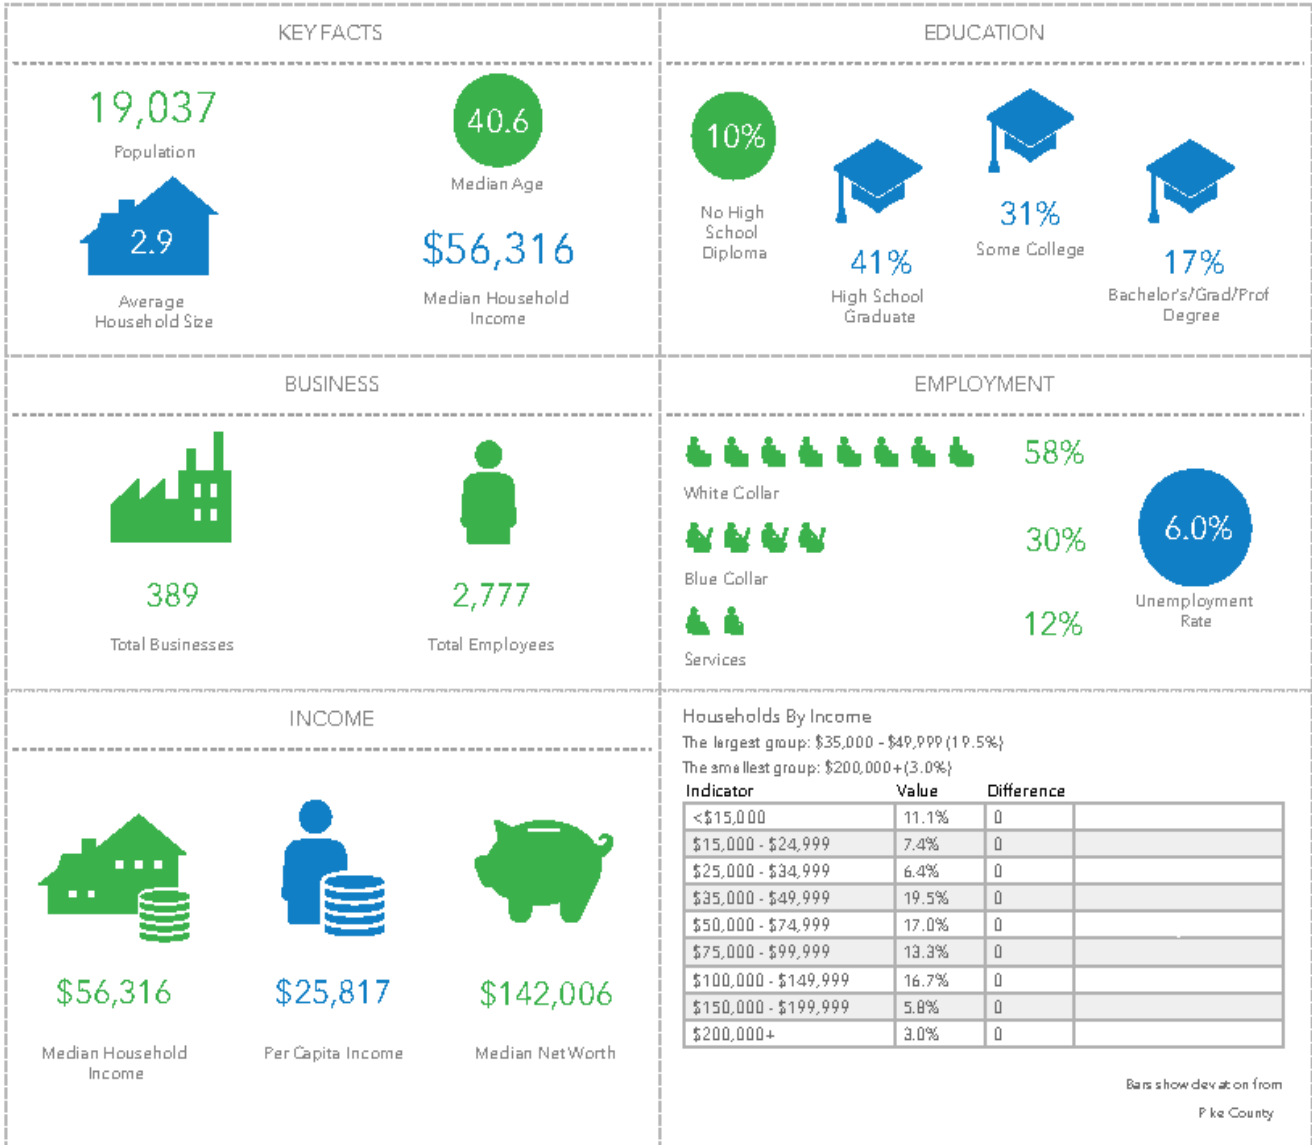 KEY FACTS
19,037
Population
40.6
Median Age
2.9
Average
Household Size
$56,316
Median Household
Income
EDUCATION
10%
No High
School
Diploma
41%
High School
Graduate
31%
Some College
17%
Bachelor's/Grad/Prof
Degree
BUSINESS
389
Total Businesses
2,777
Total Employees
EMPLOYMENT
58%
White Collar
30%
Blue Collar
12%
Services
6.0%
Unemployment
Rate
INCOME
$56,316
Median Household
Income
$25,817
Per Capita Income
$142,006
Median Net Worth
Households By Income
The largest group: $35,000 - $49,999 (19.5%)
The smallest group: $200,000+ (3.0%)
Indicator Value Difference
<$15,000 11.1% 0
$15,000 - $24,999 7.4% 0
$25,000 - $34,999 6.4% 0
$35,000 - $49,999 19.5% 0
$50,000 - $74,999 17.0% 0
$75,000 - $99,999 13.3% 0
$100,000 - $149,999 16.7% 0
$150,000 - $199,999 5.8% 0
$200,000+ 3.0% 0
Bars show deviation from
Pike County